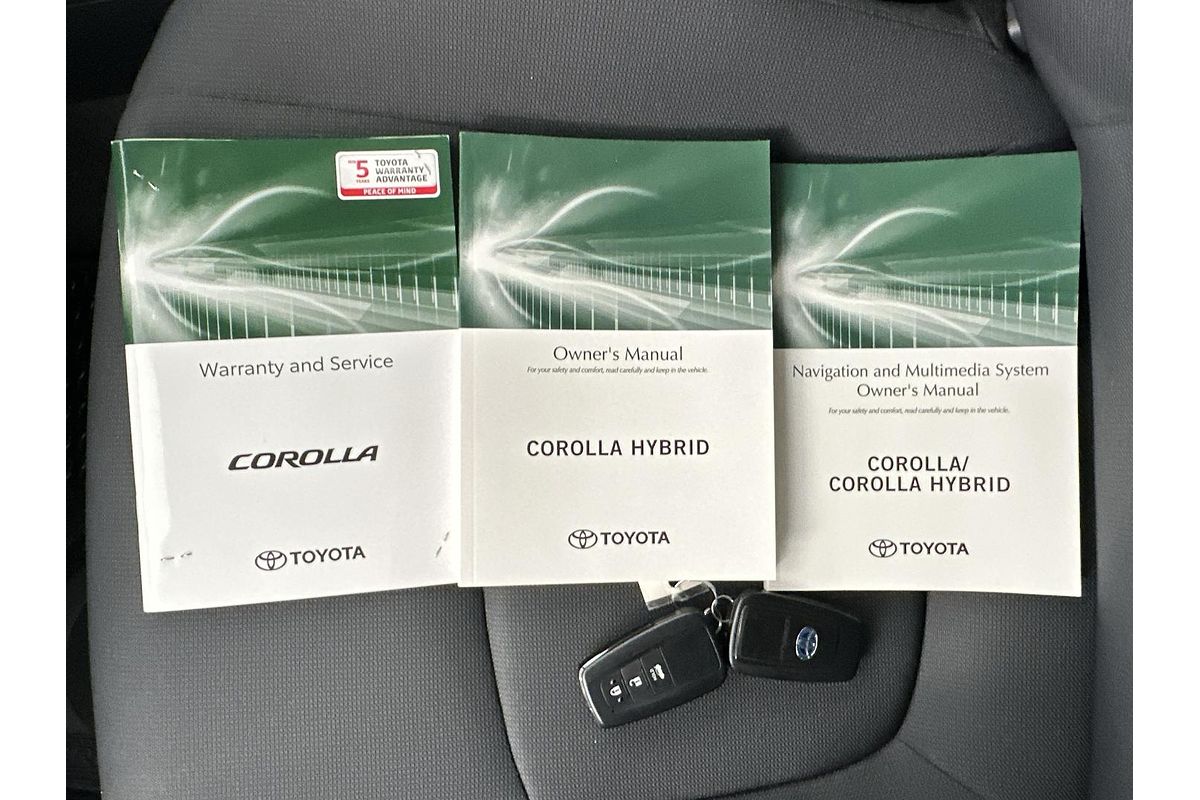 5
YEARS
TOYOTA
WARRANTY
ADVANTAGE
PEACE OF MIND
Warranty and Service
COROLLA
TOYOTA
Owner's Manual
For your safety and comfort, read carefully and keep in the vehicle.
COROLLA HYBRID
TOYOTA
Navigation and Multimedia System
Owner's Manual
For your safety and comfort, read carefully and keep in the vehicle.
COROLLA/
COROLLA HYBRID
TOYOTA